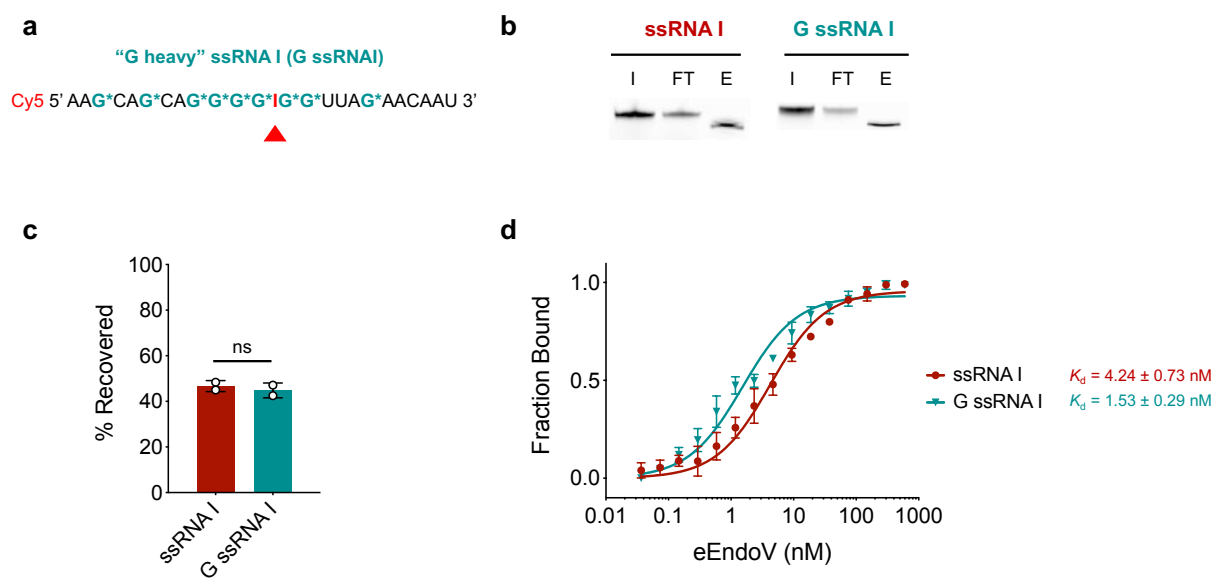 a
“G heavy” ssRNA I (G ssRNAI)
Cy5 5’ AAG*CAG*CAG*G*G*G*IG*G*UUAG*AACAAU 3’
b
ssRNA I
G ssRNA I
I FT E
I FT E
c
% Recovered
100
80
60
40
20
0
ns
ssRNA I
G ssRNA I
d
Fraction Bound
1.0
0.5
0.0
0.01 0.1 1 10 100 1000
eEndoV (nM)
ssRNA I Kd = 4.24 ± 0.73 nM
G ssRNA I Kd = 1.53 ± 0.29 nM